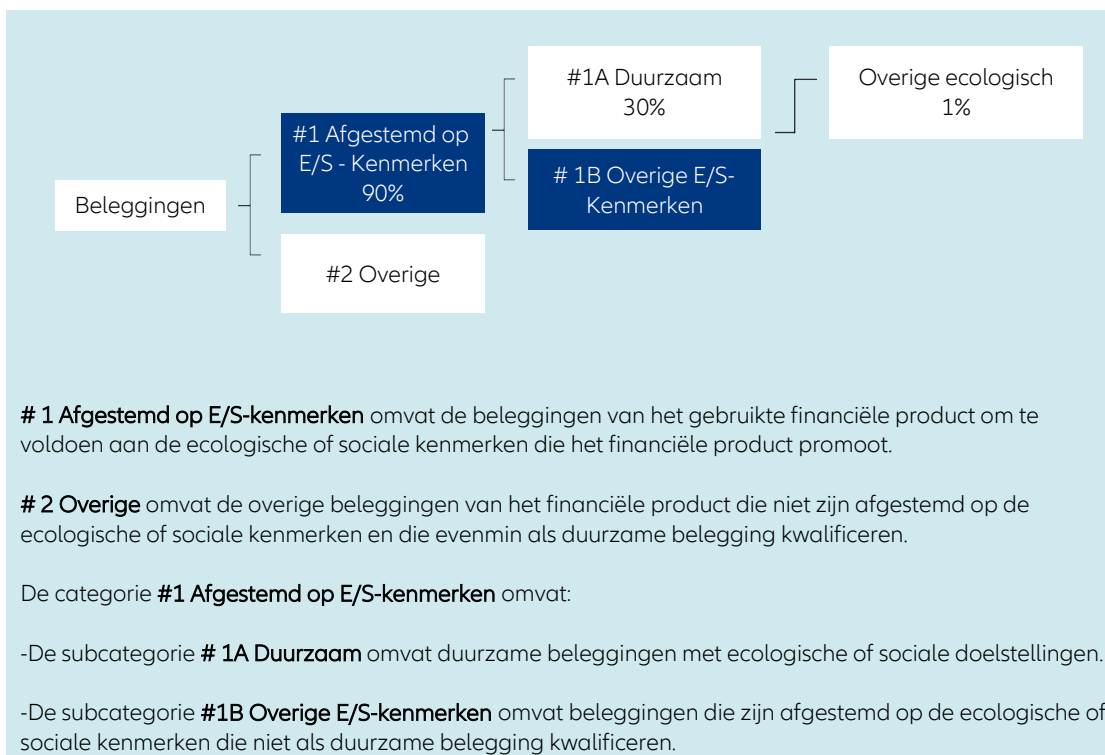 #1A Duurzaam
30%
Overige ecologisch
1%
#1 Afgestemd op
E/S - Kenmerken
90%
# 1B Overige E/S-
Kenmerken
Beleggingen
#2 Overige
# 1 Afgestemd op E/S-kenmerken omvat de beleggingen van het gebruikte financiële product om te
voldoen aan de ecologische of sociale kenmerken die het financiële product promoot.
# 2 Overige omvat de overige beleggingen van het financiële product die niet zijn afgestemd op de
ecologische of sociale kenmerken en die evenmin als duurzame belegging kwalificeren.
De categorie #1 Afgestemd op E/S-kenmerken omvat:
-De subcategorie # 1A Duurzaam omvat duurzame beleggingen met ecologische of sociale doelstellingen.
-De subcategorie #1B Overige E/S-kenmerken omvat beleggingen die zijn afgestemd op de ecologische of
sociale kenmerken die niet als duurzame belegging kwalificeren.